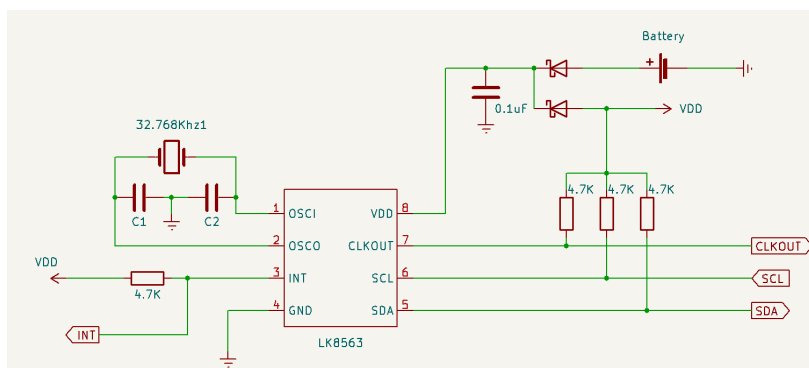 Battery
+
0.1uF
VDD
32.768Khz1
C1
C2
4.7K
4.7K
4.7K
1
OSCI
VDD
8
2
OSCO
CLKOUT
7
CLKOUT
VDD
4.7K
3
INT
SCL
6
SCL
4
GND
SDA
5
SDA
INT
LK8563